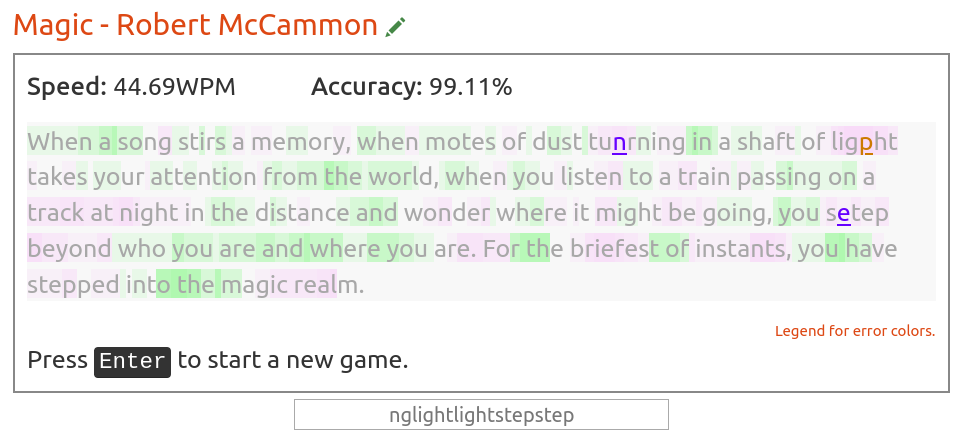 Magic - Robert McCammon
Speed: 44.69WPM Accuracy: 99.11%
When a song stirs a memory, when motes of dust tunrning in a shaft of ligpht
takes your attention from the world, when you listen to a train passing on a
track at night in the distance and wonder where it might be going, you setep
beyond who you are and where you are. For the briefest of instants, you have
stepped into the magic realm.
Legend for error colors.
Press Enter to start a new game.
nglightlightstepstep